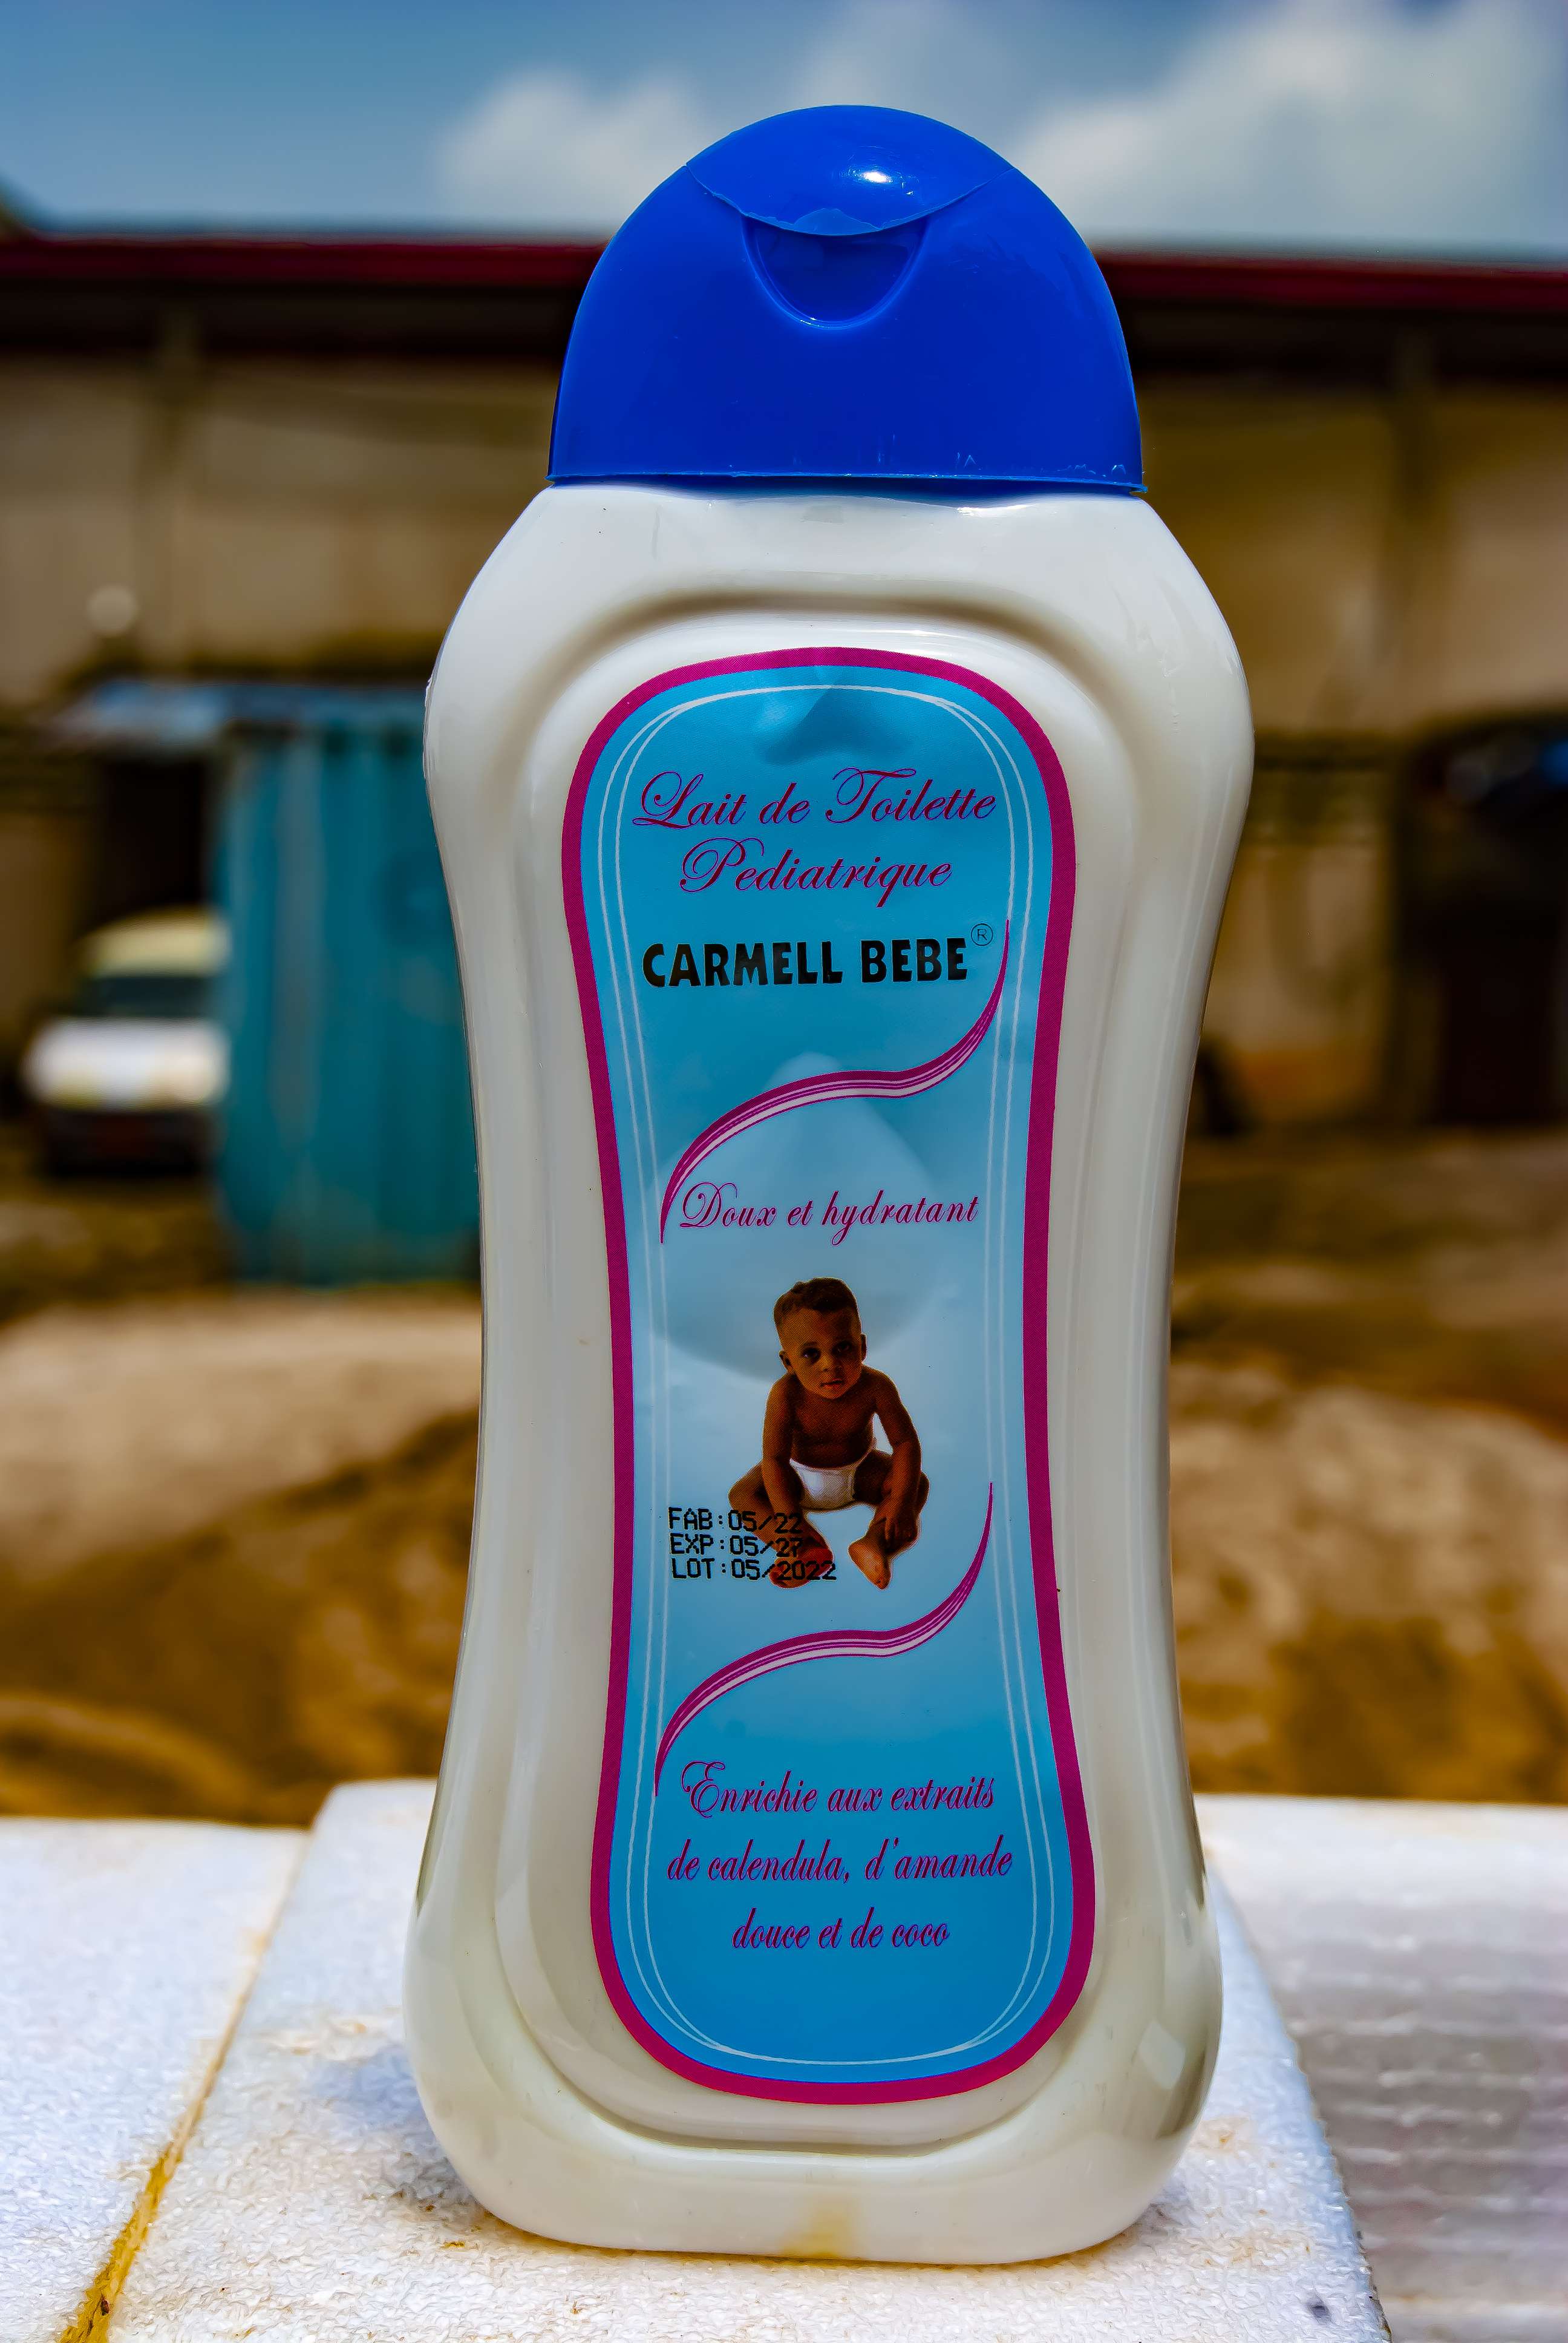 Lait de Toilette
Pediatrique
CARMELL BEBE®
Doux et hydratant
FAB:05/22
EXP:05/27
LOT:05/2022
Enrichie aux extraits
de calendula, d'amande
douce et de coco